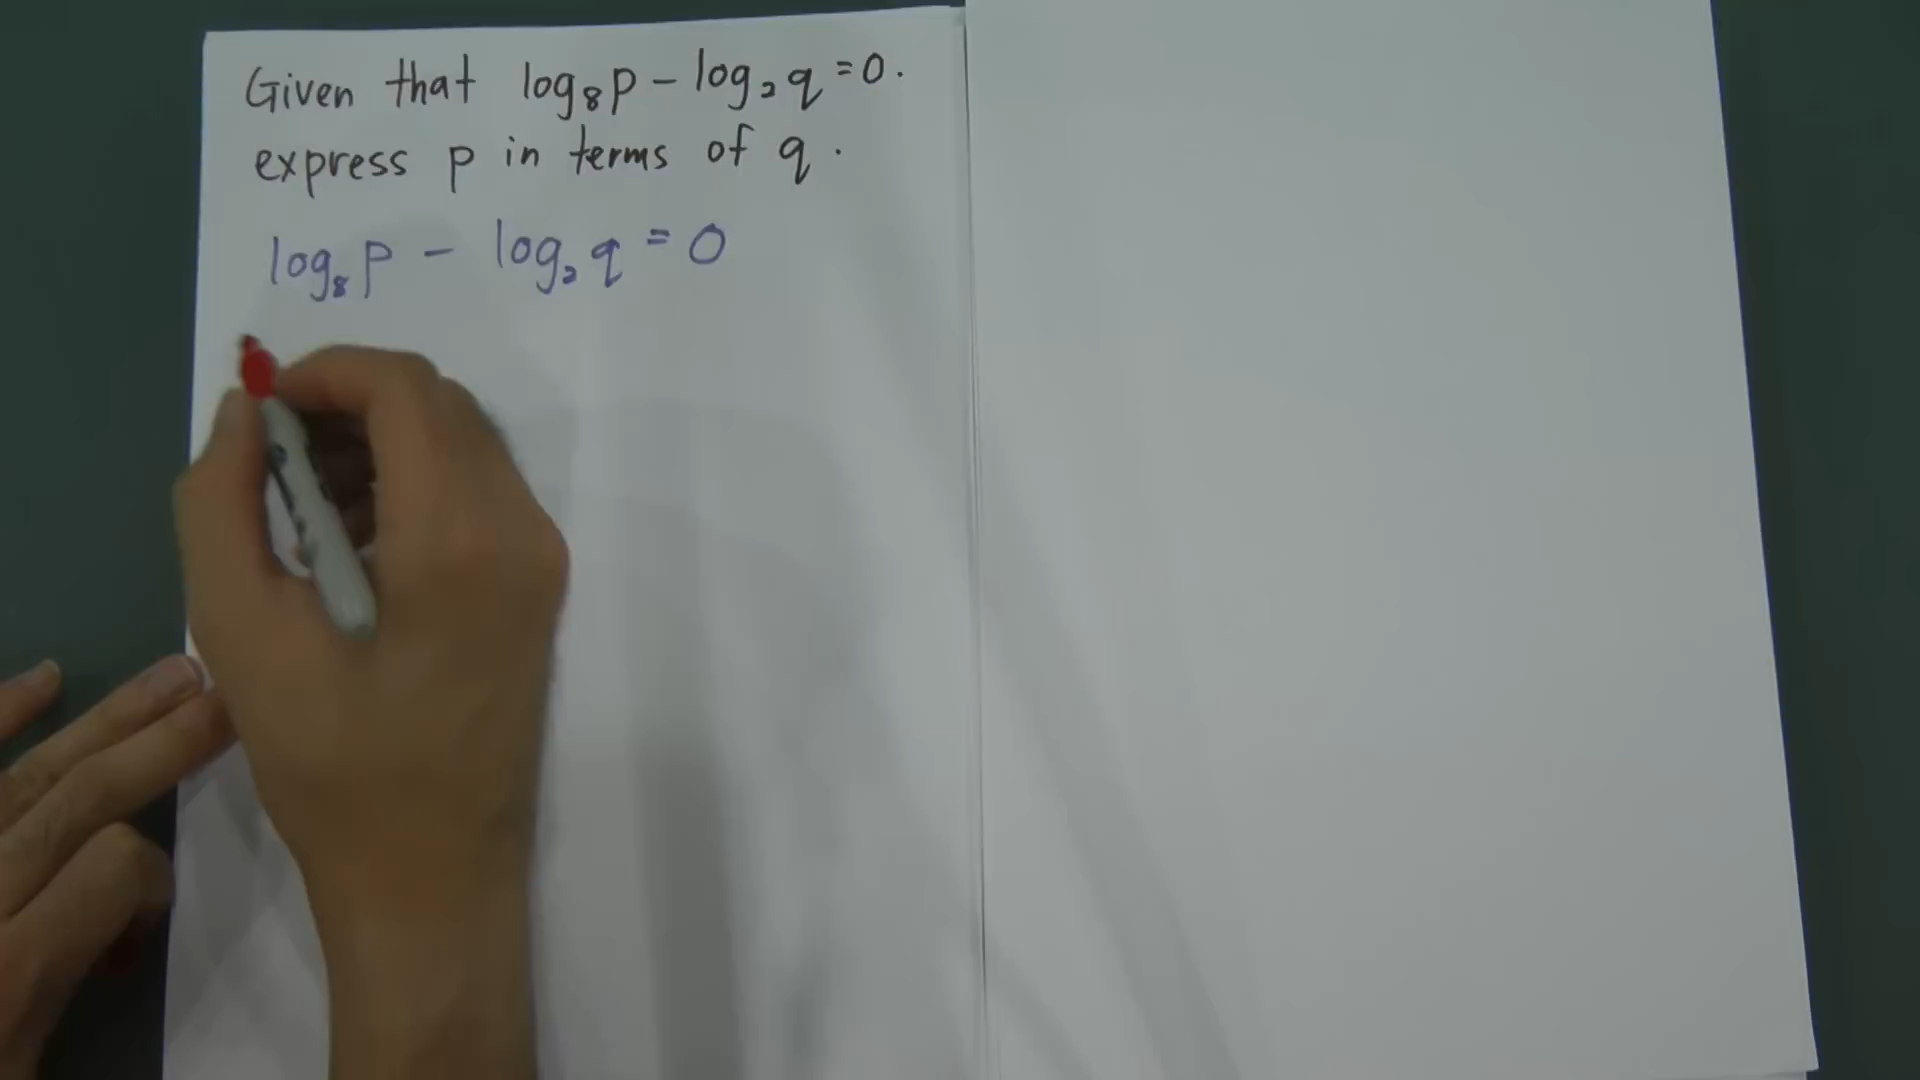 Given that log₈p − log₂q = 0.
express p in terms of q.
log₈p − log₂q = 0